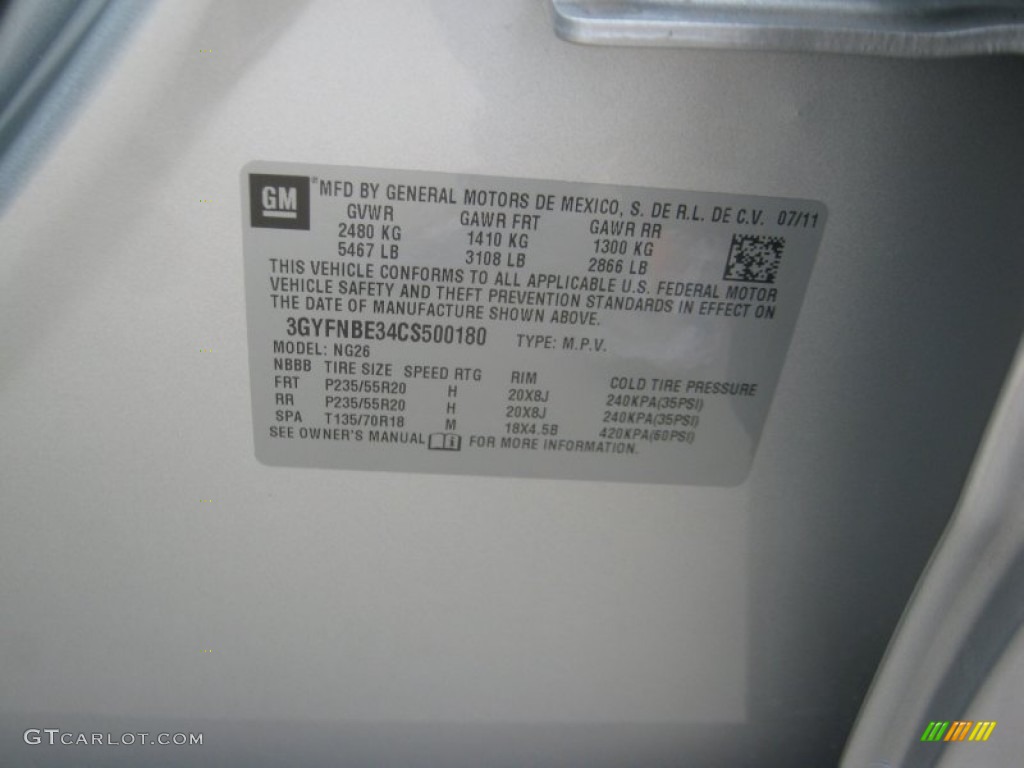 GM ® MFD BY GENERAL MOTORS DE MEXICO, S. DE R.L. DE C.V. 07/11
GVWR GAWR FRT GAWR RR
2480 KG 1410 KG 1300 KG
5467 LB 3108 LB 2866 LB
THIS VEHICLE CONFORMS TO ALL APPLICABLE U.S. FEDERAL MOTOR
VEHICLE SAFETY AND THEFT PREVENTION STANDARDS IN EFFECT ON
THE DATE OF MANUFACTURE SHOWN ABOVE.
3GYFNBE34CS500180 TYPE: M.P.V.
MODEL: NG26
NBBB TIRE SIZE SPEED RTG RIM COLD TIRE PRESSURE
FRT P235/55R20 H 20X8J 240KPA(35PSI)
RR P235/55R20 H 20X8J 240KPA(35PSI)
SPA T135/70R18 M 18X4.5B 420KPA(60PSI)
SEE OWNER'S MANUAL FOR MORE INFORMATION.
GTCARLOT.COM